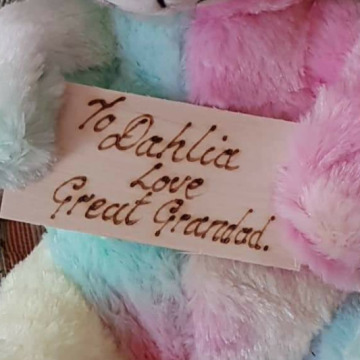 To Dahlia
Love
Great Grandad.